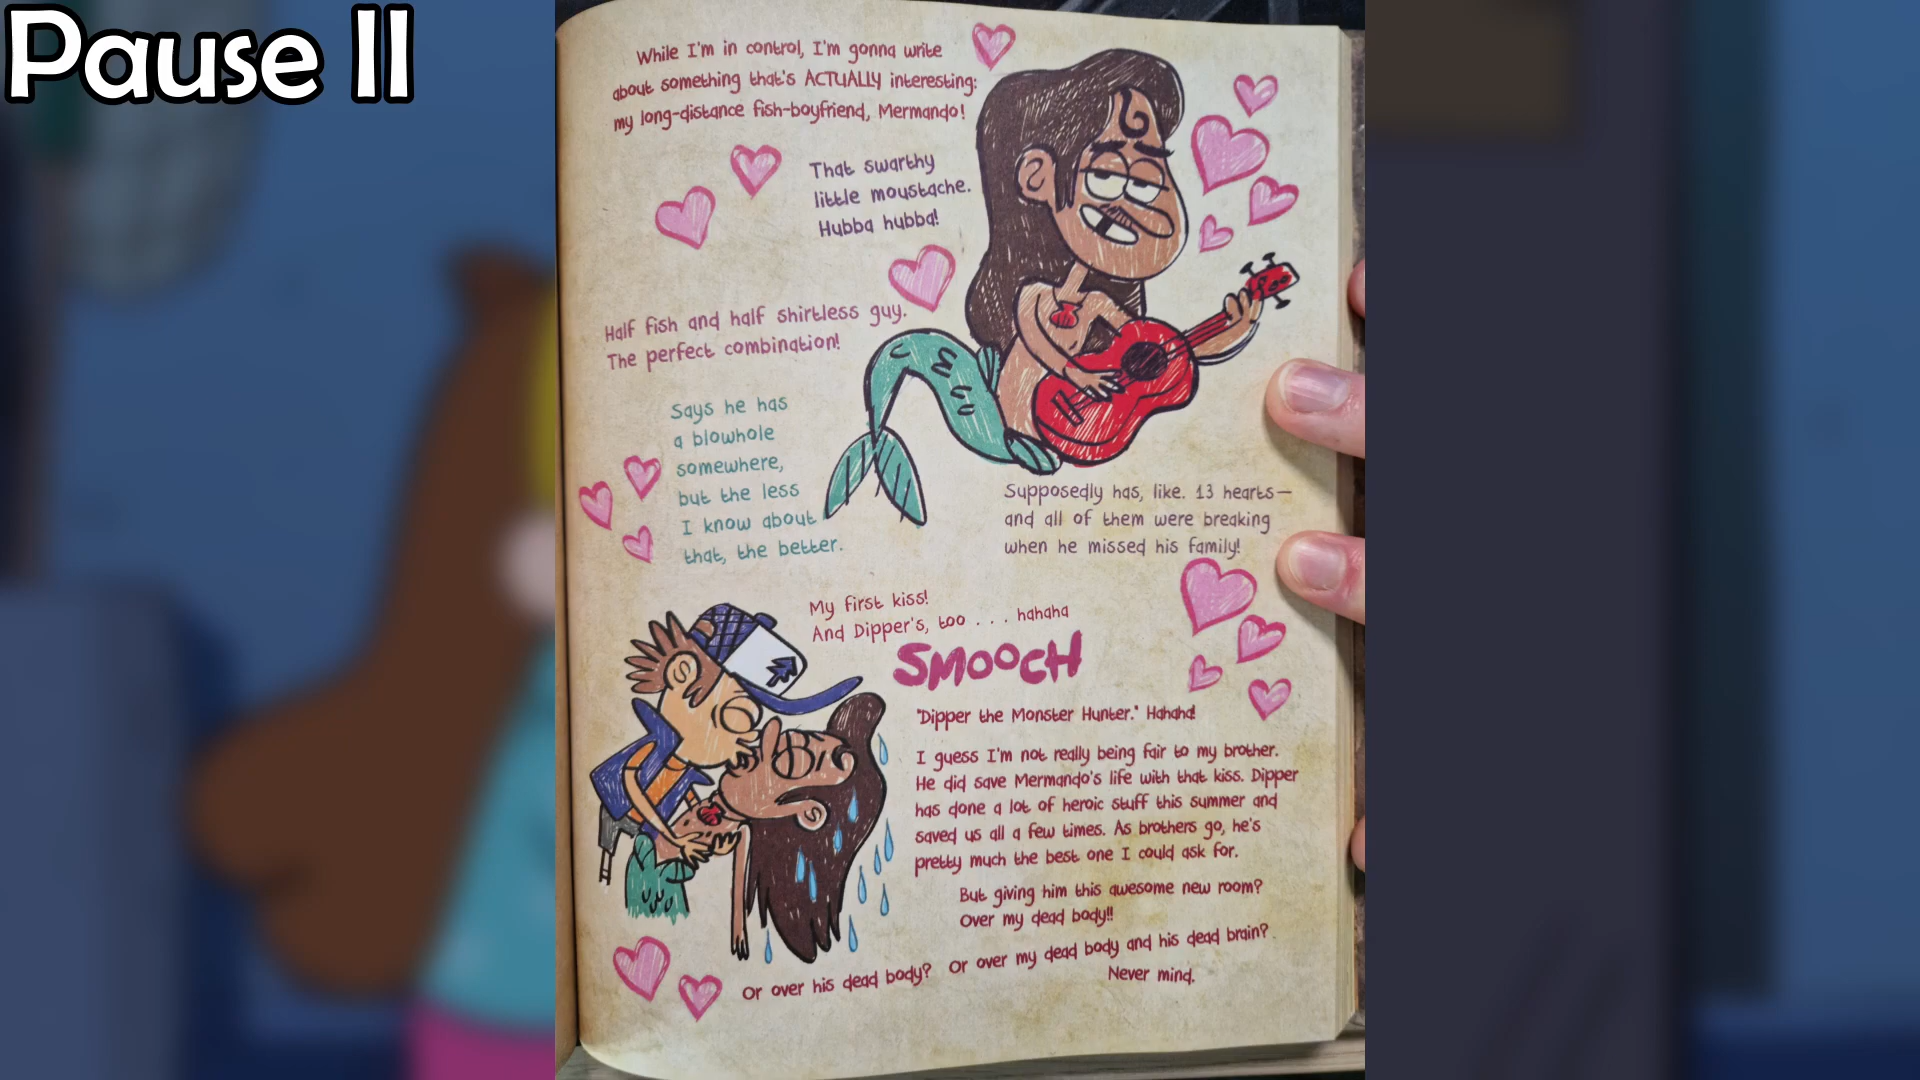 Pause II
While I'm in control, I'm gonna write
about something that's ACTUALLY interesting:
my long-distance fish-boyfriend, Mermando!
That swarthy
little moustache.
Hubba hubba!
Half fish and half shirtless guy.
The perfect combination!
Says he has
a blowhole
somewhere,
but the less
I know about
that, the better.
Supposedly has, like. 13 hearts—
and all of them were breaking
when he missed his family!
My first kiss!
And Dipper's, too . . . hahaha
SMOOCH
"Dipper the Monster Hunter." Hahaha!
I guess I'm not really being fair to my brother.
He did save Mermando's life with that kiss. Dipper
has done a lot of heroic stuff this summer and
saved us all a few times. As brothers go, he's
pretty much the best one I could ask for.
But giving him this awesome new room?
Over my dead body!!
Or over his dead body?
Or over my dead body and his dead brain?
Never mind.